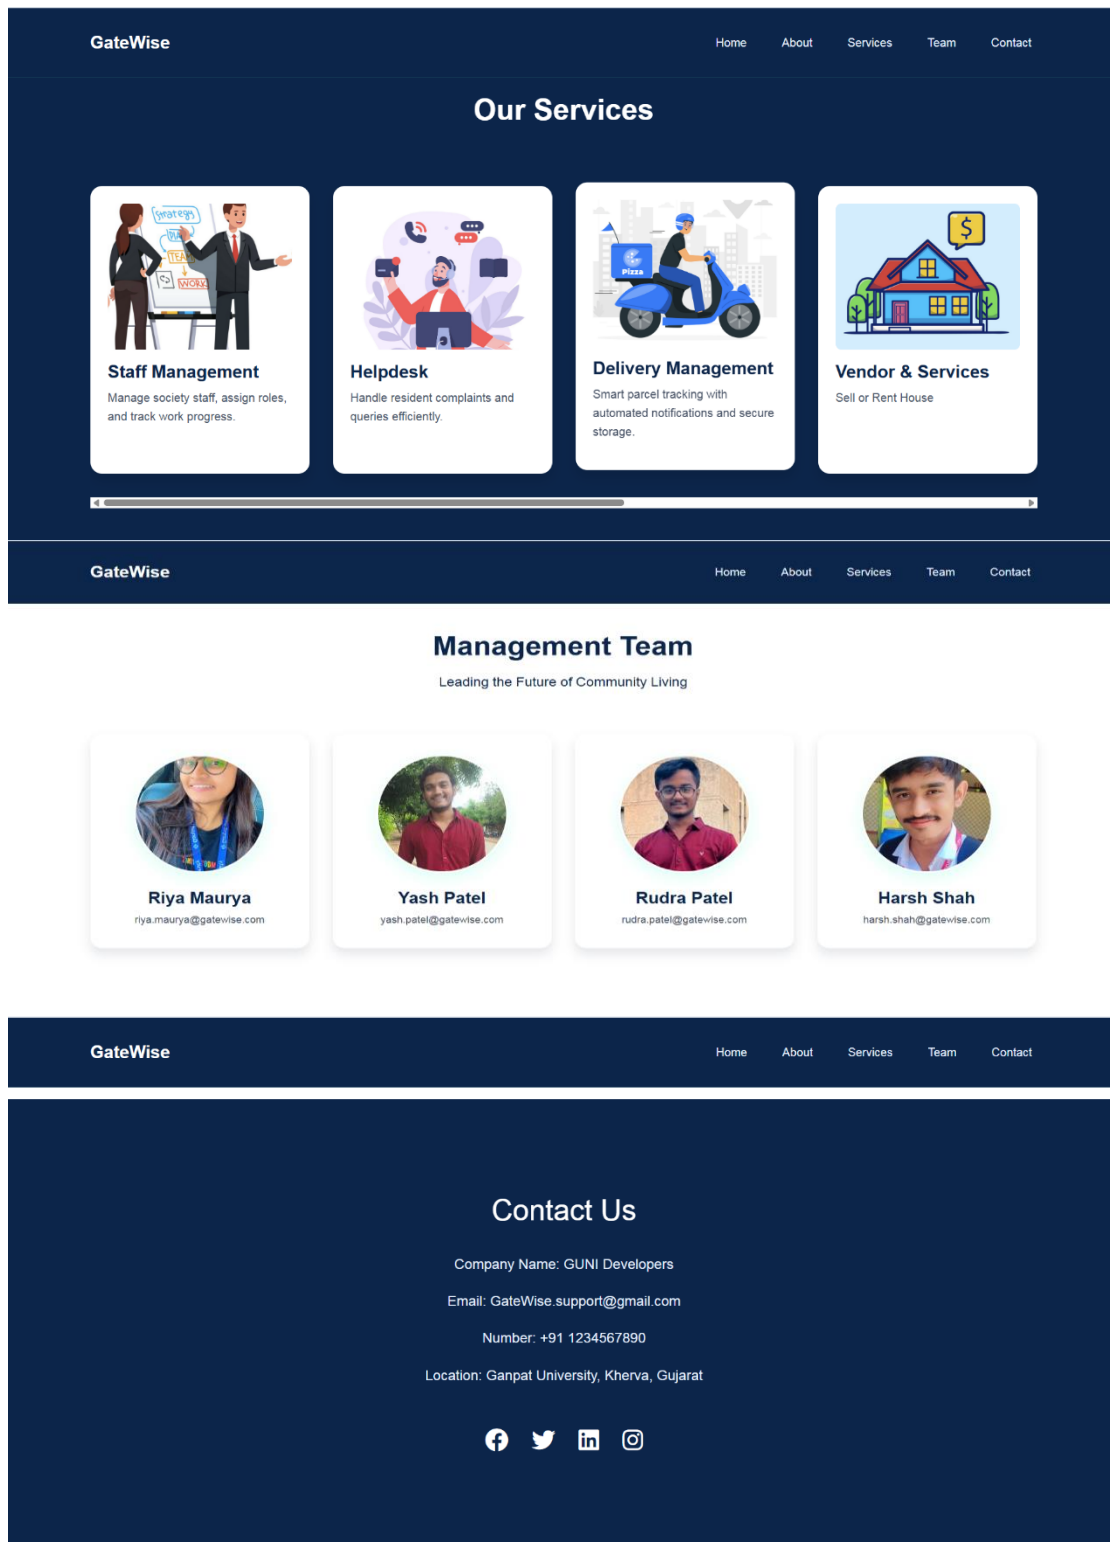 GateWise
Home About Services Team Contact
Our Services
Strategy
PLAN
TEAM
WORK
Pizza
$
Staff Management
Manage society staff, assign roles,
and track work progress.
Helpdesk
Handle resident complaints and
queries efficiently.
Delivery Management
Smart parcel tracking with
automated notifications and secure
storage.
Vendor & Services
Sell or Rent House
GateWise
Home About Services Team Contact
Management Team
Leading the Future of Community Living
Riya Maurya
riya.maurya@gatewise.com
Yash Patel
yash.patel@gatewise.com
Rudra Patel
rudra.patel@gatewise.com
Harsh Shah
harsh.shah@gatewise.com
GateWise
Home About Services Team Contact
Contact Us
Company Name: GUNI Developers
Email: GateWise.support@gmail.com
Number: +91 1234567890
Location: Ganpat University, Kherva, Gujarat